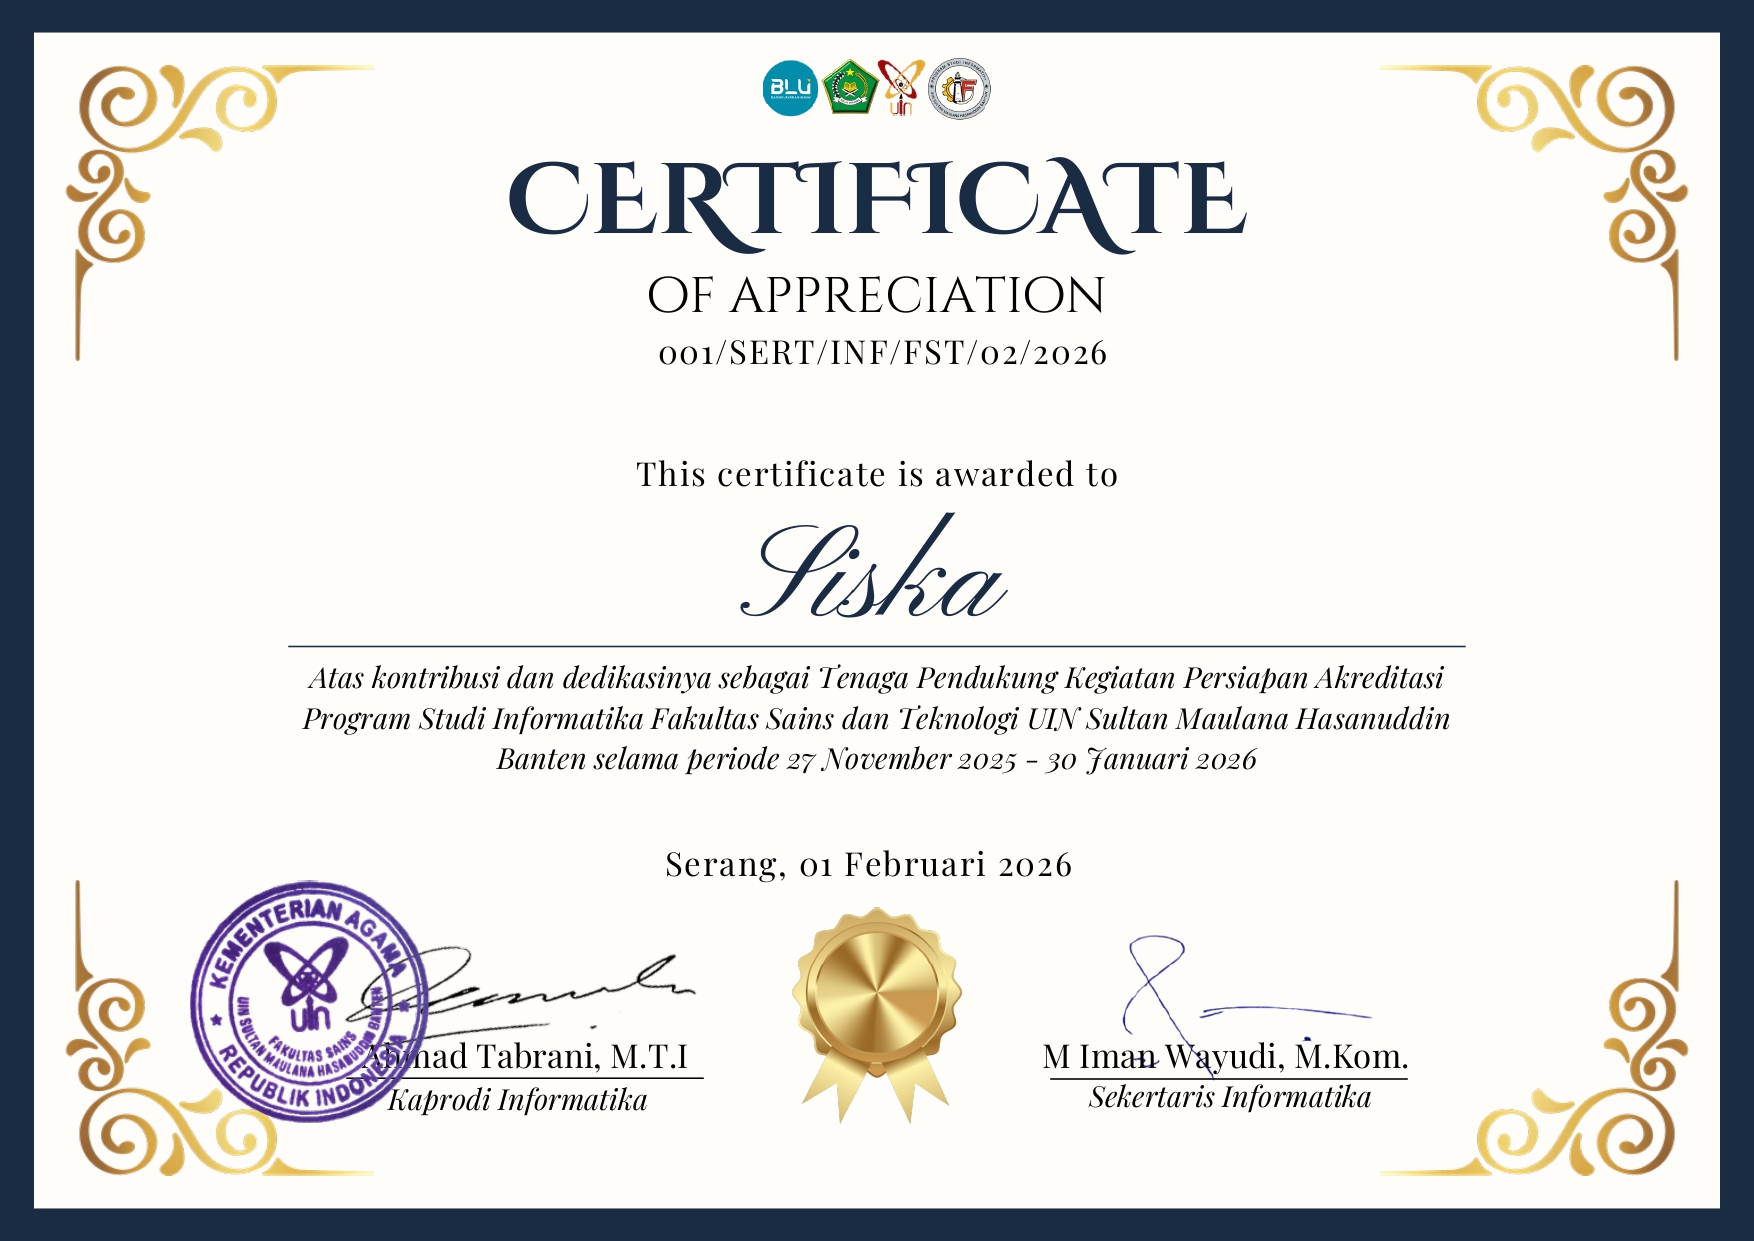 BLU
uin
CERTIFICATE
OF APPRECIATION
001/SERT/INF/FST/02/2026
This certificate is awarded to
Siska
Atas kontribusi dan dedikasinya sebagai Tenaga Pendukung Kegiatan Persiapan Akreditasi
Program Studi Informatika Fakultas Sains dan Teknologi UIN Sultan Maulana Hasanuddin
Banten selama periode 27 November 2025 - 30 Januari 2026
Serang, 01 Februari 2026
KEMENTERIAN AGAMA
uin
FAKULTAS SAINS
UIN SULTAN MAULANA HASANUDDIN BANTEN
REPUBLIK INDONESIA
Ahmad Tabrani, M.T.I
Kaprodi Informatika
M Iman Wayudi, M.Kom.
Sekertaris Informatika